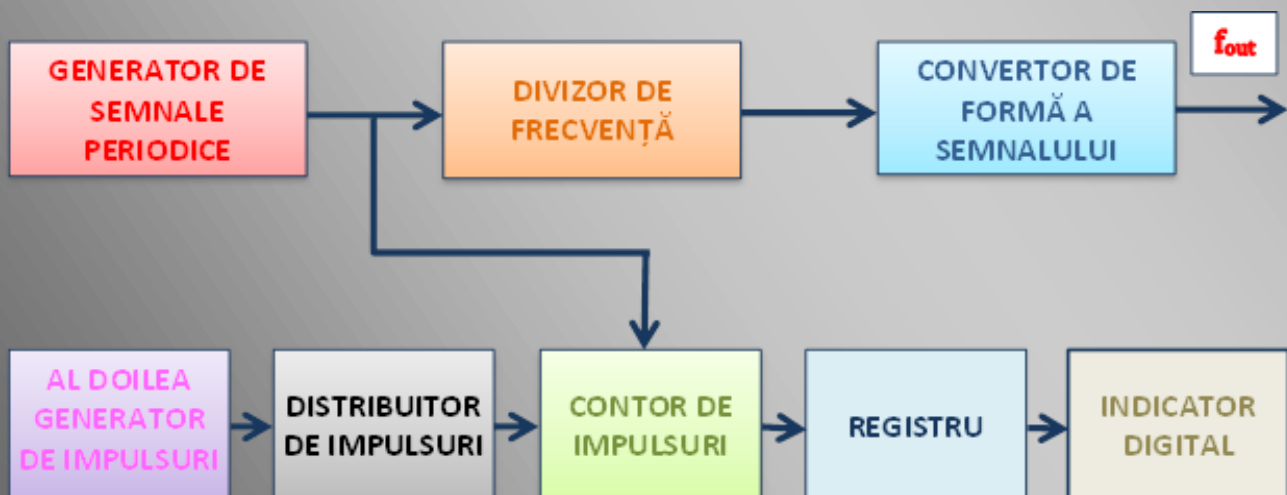 GENERATOR DE
SEMNALE
PERIODICE
DIVIZOR DE
FRECVENȚĂ
CONVERTOR DE
FORMĂ A
SEMNALULUI
fout
AL DOILEA
GENERATOR
DE IMPULSURI
DISTRIBUITOR
DE IMPULSURI
CONTOR DE
IMPULSURI
REGISTRU
INDICATOR
DIGITAL